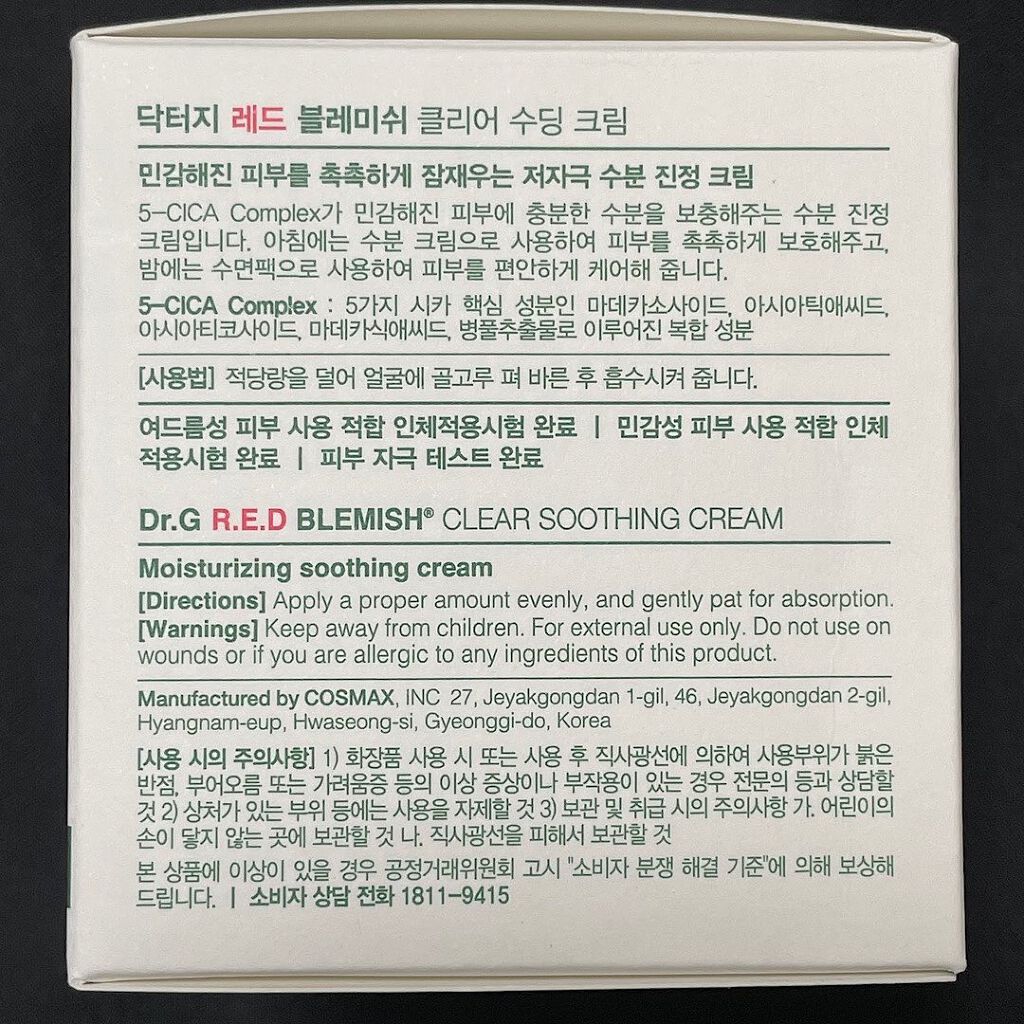 닥터지 레드 블레미쉬 클리어 수딩 크림
민감해진 피부를 촉촉하게 잠재우는 저자극 수분 진정 크림
5-CICA Complex가 민감해진 피부에 충분한 수분을 보충해주는 수분 진정
크림입니다. 아침에는 수분 크림으로 사용하여 피부를 촉촉하게 보호해주고,
밤에는 수면팩으로 사용하여 피부를 편안하게 케어해 줍니다.
5-CICA Complex : 5가지 시카 핵심 성분인 마데카소사이드, 아시아틱애씨드,
아시아티코사이드, 마데카식애씨드, 병풀추출물로 이루어진 복합 성분
[사용법] 적당량을 덜어 얼굴에 골고루 펴 바른 후 흡수시켜 줍니다.
여드름성 피부 사용 적합 인체적용시험 완료 | 민감성 피부 사용 적합 인체
적용시험 완료 | 피부 자극 테스트 완료
Dr.G R.E.D BLEMISH® CLEAR SOOTHING CREAM
Moisturizing soothing cream
[Directions] Apply a proper amount evenly, and gently pat for absorption.
[Warnings] Keep away from children. For external use only. Do not use on
wounds or if you are allergic to any ingredients of this product.
Manufactured by COSMAX, INC 27, Jeyakgongdan 1-gil, 46, Jeyakgongdan 2-gil,
Hyangnam-eup, Hwaseong-si, Gyeonggi-do, Korea
[사용 시의 주의사항] 1) 화장품 사용 시 또는 사용 후 직사광선에 의하여 사용부위가 붉은
반점, 부어오름 또는 가려움증 등의 이상 증상이나 부작용이 있는 경우 전문의 등과 상담할
것 2) 상처가 있는 부위 등에는 사용을 자제할 것 3) 보관 및 취급 시의 주의사항 가. 어린이의
손이 닿지 않는 곳에 보관할 것 나. 직사광선을 피해서 보관할 것
본 상품에 이상이 있을 경우 공정거래위원회 고시 "소비자 분쟁 해결 기준"에 의해 보상해
드립니다. | 소비자 상담 전화 1811-9415